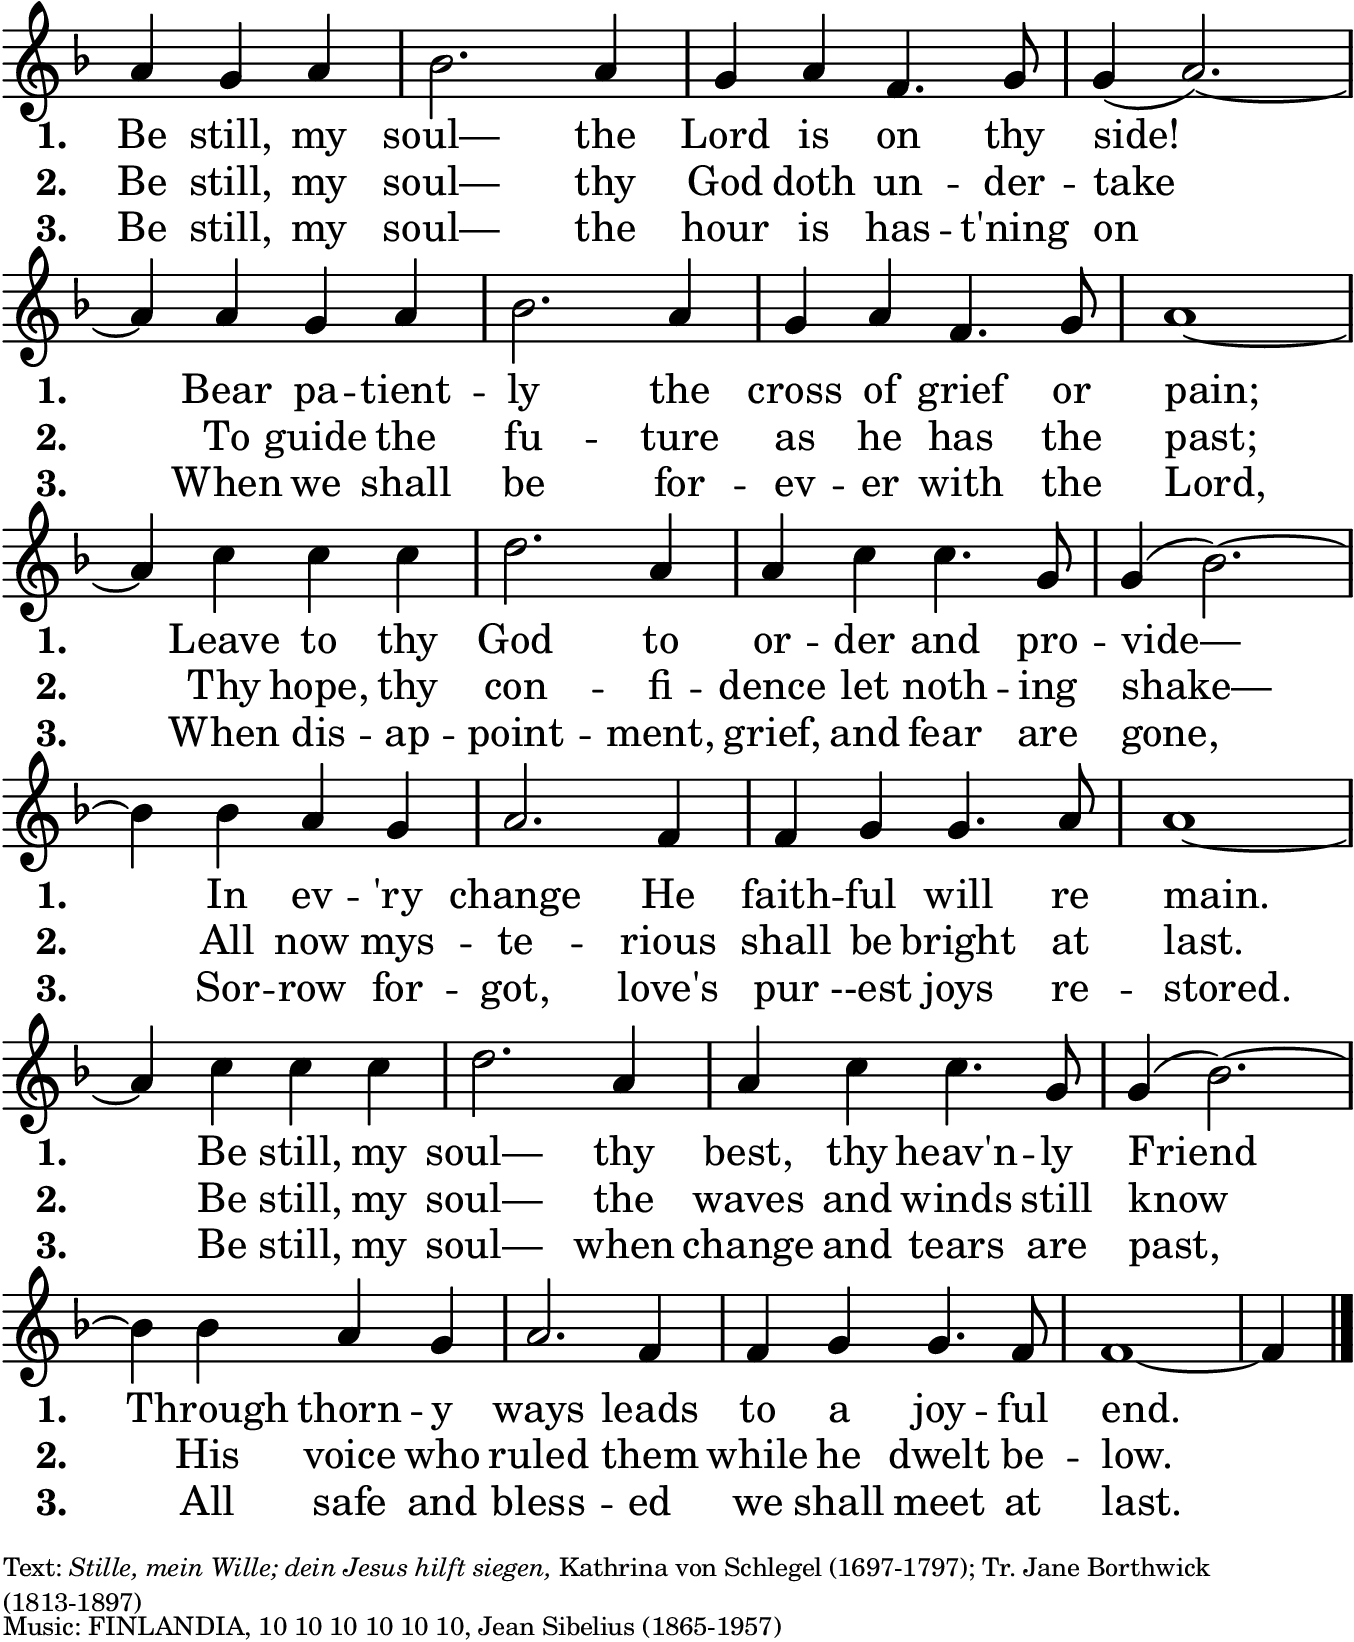 1. Be still, my soul— the Lord is on thy side!
2. Be still, my soul— thy God doth un - der - take
3. Be still, my soul— the hour is has - t'ning on
1. Bear pa - tient - ly the cross of grief or pain;
2. To guide the fu - ture as he has the past;
3. When we shall be for - ev - er with the Lord,
1. Leave to thy God to or - der and pro - vide—
2. Thy hope, thy con - fi - dence let noth - ing shake—
3. When dis - ap - point - ment, grief, and fear are gone,
1. In ev - 'ry change He faith - ful will re main.
2. All now mys - te - rious shall be bright at last.
3. Sor - row for - got, love's pur --est joys re - stored.
1. Be still, my soul— thy best, thy heav'n - ly Friend
2. Be still, my soul— the waves and winds still know
3. Be still, my soul— when change and tears are past,
1. Through thorn - y ways leads to a joy - ful end.
2. His voice who ruled them while he dwelt be - low.
3. All safe and bless - ed we shall meet at last.
Text: Stille, mein Wille; dein Jesus hilft siegen, Kathrina von Schlegel (1697-1797); Tr. Jane Borthwick
(1813-1897)
Music: FINLANDIA, 10 10 10 10 10 10, Jean Sibelius (1865-1957)